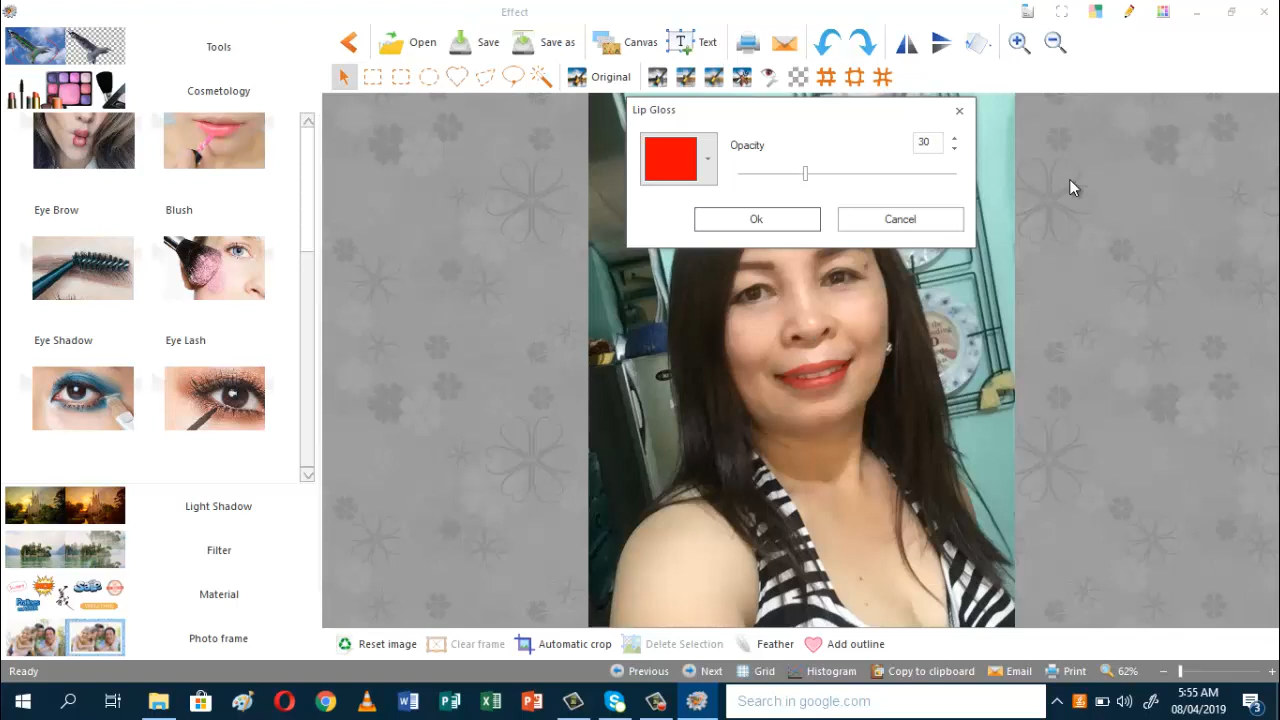 Effect
Tools
Open
Save
Save as
Canvas
T
Text
Cosmetology
Original
Lip Gloss
Opacity
30
Ok
Cancel
Eye Brow
Blush
Eye Shadow
Eye Lash
Light Shadow
Filter
Sale
Material
Photo frame
Reset image
Clear frame
Automatic crop
Delete Selection
Feather
Add outline
Ready
Previous
Next
Grid
Histogram
Copy to clipboard
Email
Print
62%
Search in google.com
5:55 AM
08/04/2019
3